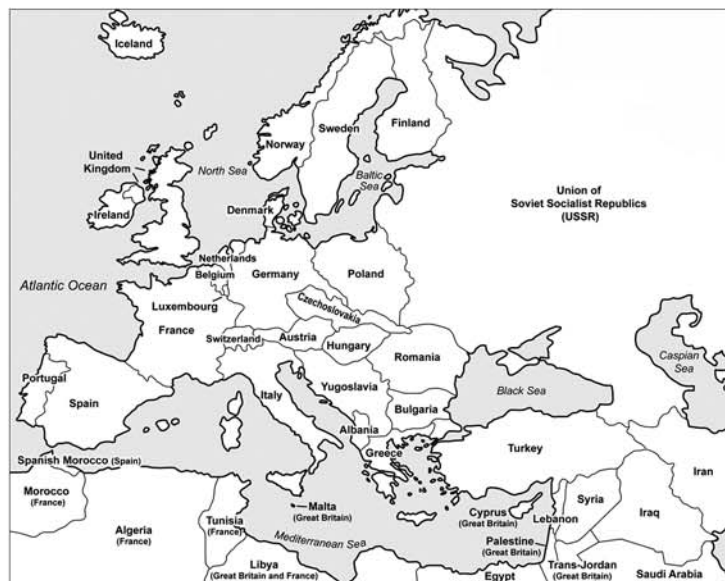 Iceland
Norway
Sweden
Finland
United
Kingdom
North Sea
Baltic
Sea
Union of
Soviet Socialist Republics
(USSR)
Ireland
Denmark
Netherlands
Belgium
Germany
Poland
Atlantic Ocean
Luxembourg
Czechoslovakia
France
Switzerland
Austria
Hungary
Romania
Caspian
Sea
Portugal
Spain
Italy
Yugoslavia
Black Sea
Bulgaria
Albania
Greece
Turkey
Iran
Spanish Morocco (Spain)
Morocco
(France)
Algeria
(France)
Tunisia
(France)
Malta
(Great Britain)
Cyprus
(Great Britain)
Lebanon
Syria
Iraq
Mediterranean Sea
Palestine
(Great Britain)
Libya
(Great Britain and France)
Egypt
Trans-Jordan
(Great Britain)
Saudi Arabia